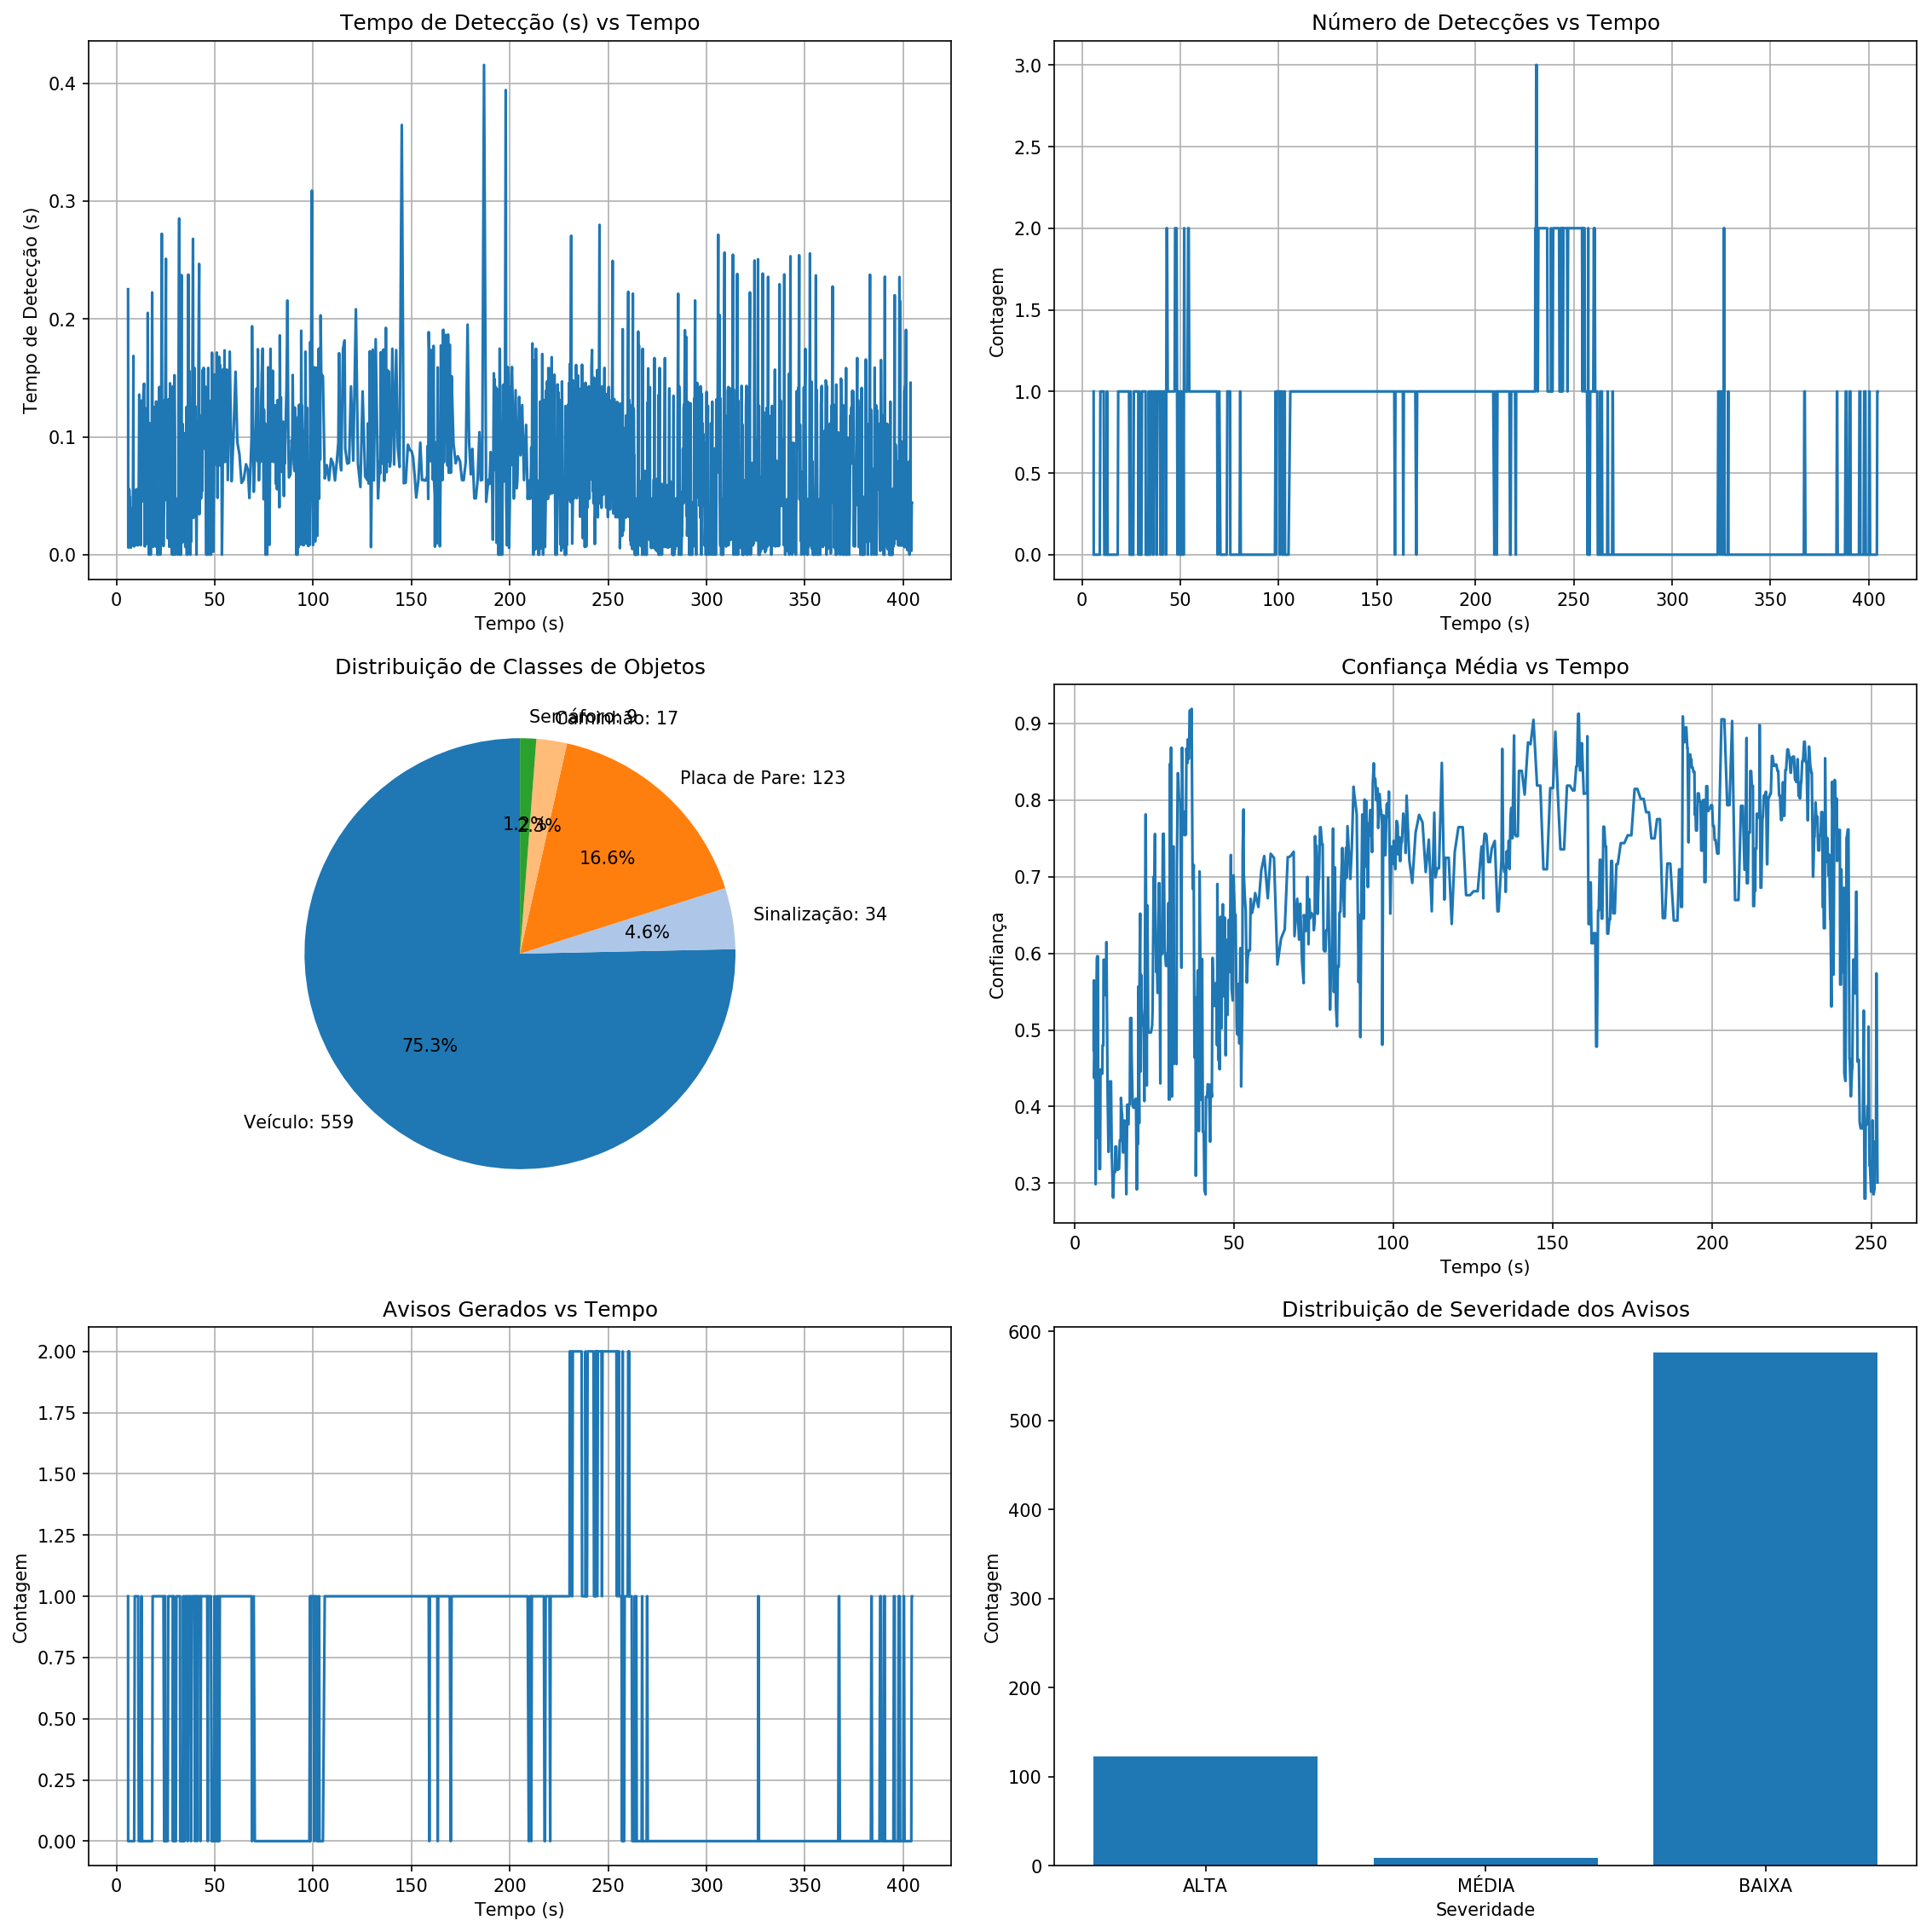 Tempo de Detecção (s) vs Tempo
Tempo de Detecção (s)
0.4
0.3
0.2
0.1
0.0
0 50 100 150 200 250 300 350 400
Tempo (s)
Número de Detecções vs Tempo
Contagem
3.0
2.5
2.0
1.5
1.0
0.5
0.0
0 50 100 150 200 250 300 350 400
Tempo (s)
Distribuição de Classes de Objetos
Semáforo: 9
Caminhão: 17
Placa de Pare: 123
Sinalização: 34
Veículo: 559
1.2%
2.3%
16.6%
4.6%
75.3%
Confiança Média vs Tempo
Confiança
0.9
0.8
0.7
0.6
0.5
0.4
0.3
0 50 100 150 200 250
Tempo (s)
Avisos Gerados vs Tempo
Contagem
2.00
1.75
1.50
1.25
1.00
0.75
0.50
0.25
0.00
0 50 100 150 200 250 300 350 400
Tempo (s)
Distribuição de Severidade dos Avisos
Contagem
600
500
400
300
200
100
0
ALTA MÉDIA BAIXA
Severidade